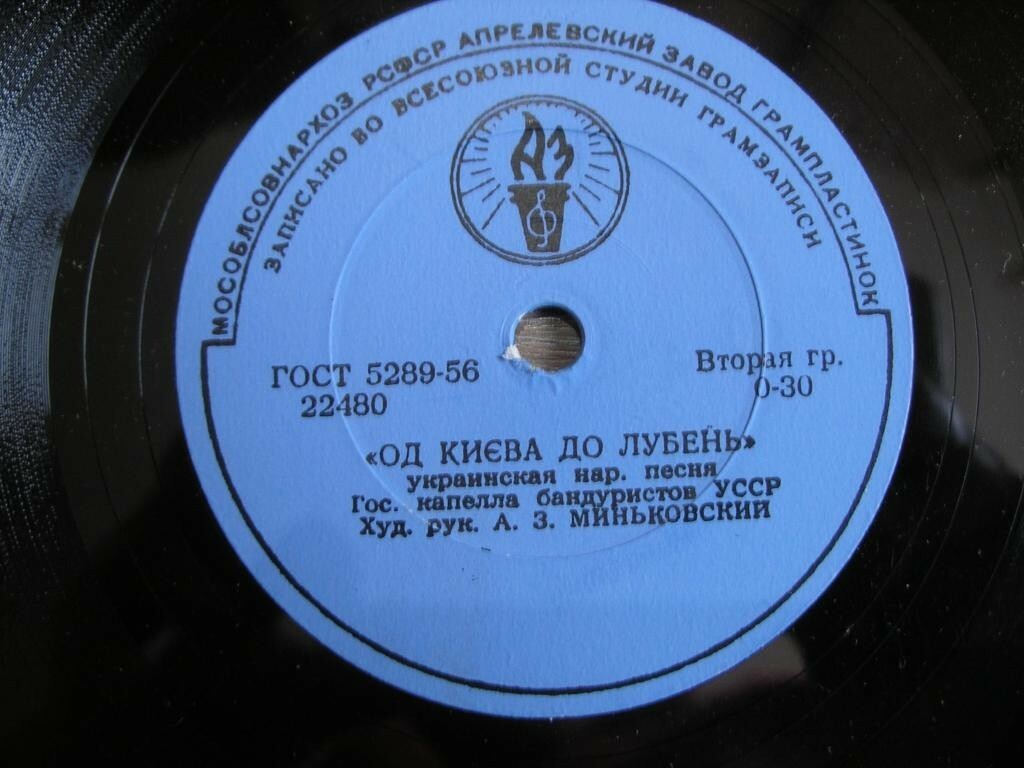 МОСОБЛСОВНАРХОЗ РСФСР АПРЕЛЕВСКИЙ ЗАВОД ГРАМПЛАСТИНОК
ЗАПИСАНО ВО ВСЕСОЮЗНОЙ СТУДИИ ГРАМЗАПИСИ
АЗ
ГОСТ 5289-56
22480
Вторая гр.
0-30
«ОД КИЄВА ДО ЛУБЕНЬ»
украинская нар. песня
Гос. капелла бандуристов УССР
Худ. рук. А. З. МИНЬКОВСКИЙ